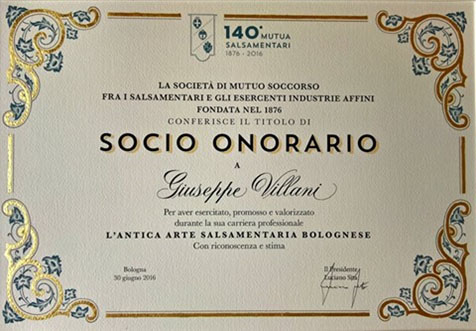 140° MUTUA
SALSAMENTARI
1876 - 2016
LA SOCIETÀ DI MUTUO SOCCORSO
FRA I SALSAMENTARI E GLI ESERCENTI INDUSTRIE AFFINI
FONDATA NEL 1876
CONFERISCE IL TITOLO DI
SOCIO ONORARIO
A
Giuseppe Villani
Per aver esercitato, promosso e valorizzato
durante la sua carriera professionale
L'ANTICA ARTE SALSAMENTARIA BOLOGNESE
Con riconoscenza e stima
Bologna
30 giugno 2016
Il Presidente
Luciano Sita